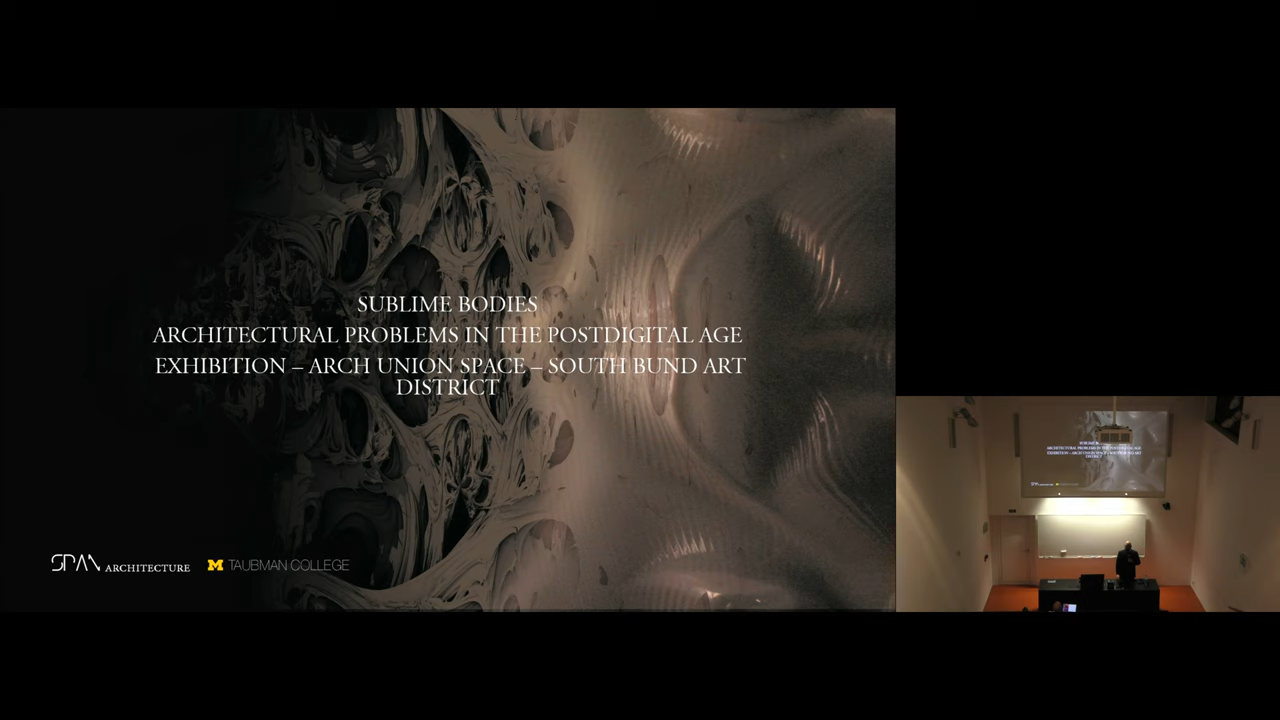 SUBLIME BODIES
ARCHITECTURAL PROBLEMS IN THE POSTDIGITAL AGE
EXHIBITION – ARCH UNION SPACE – SOUTH BUND ART
DISTRICT
SPAN ARCHITECTURE
M TAUBMAN COLLEGE